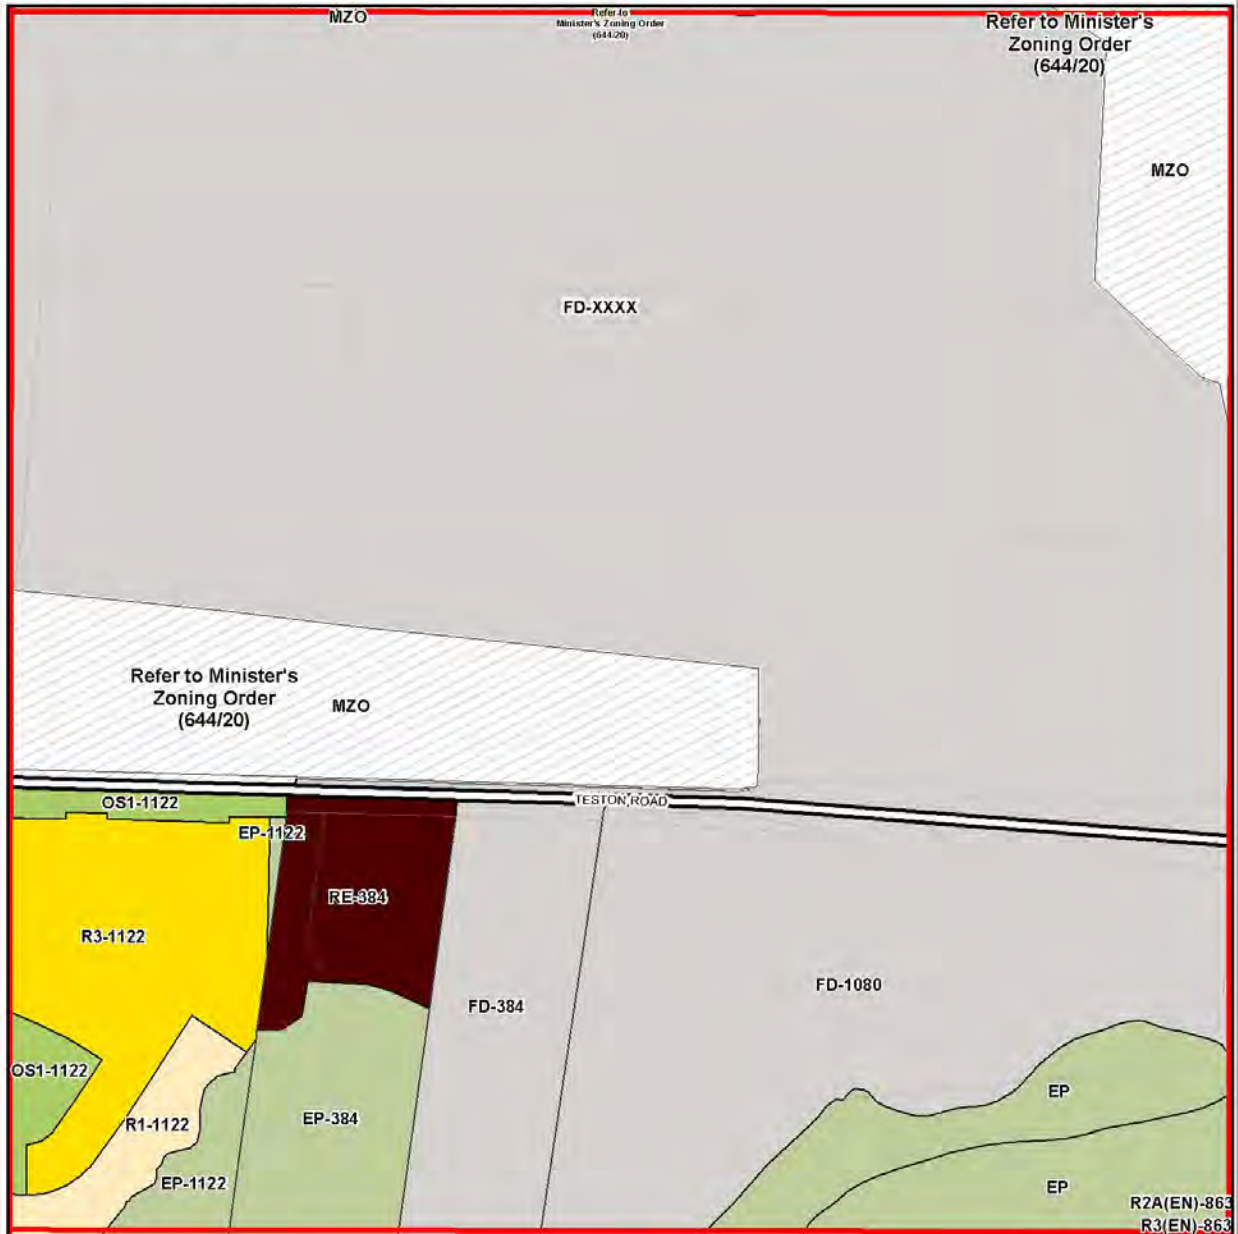 MZO
Refer to
Minister's Zoning Order
(644/20)
Refer to Minister's
Zoning Order
(644/20)
MZO
FD-XXXX
Refer to Minister's
Zoning Order
(644/20)
MZO
TESTON ROAD
OS1-1122
EP-1122
RE-384
R3-1122
FD-384
FD-1080
OS1-1122
R1-1122
EP-384
EP
EP-1122
EP
R2A(EN)-863
R3(EN)-863